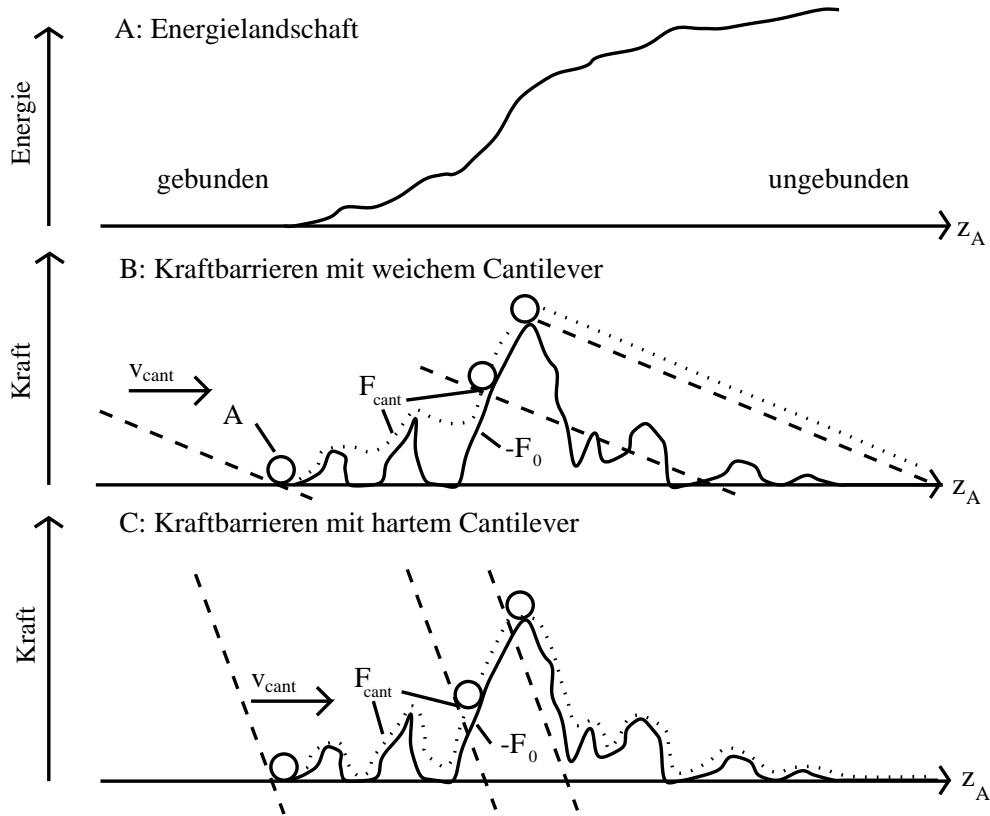 A: Energielandschaft
Energie
gebunden
ungebunden
z_A
B: Kraftbarrieren mit weichem Cantilever
Kraft
v_cant
F_cant
A
-F_0
z_A
C: Kraftbarrieren mit hartem Cantilever
Kraft
v_cant
F_cant
-F_0
z_A